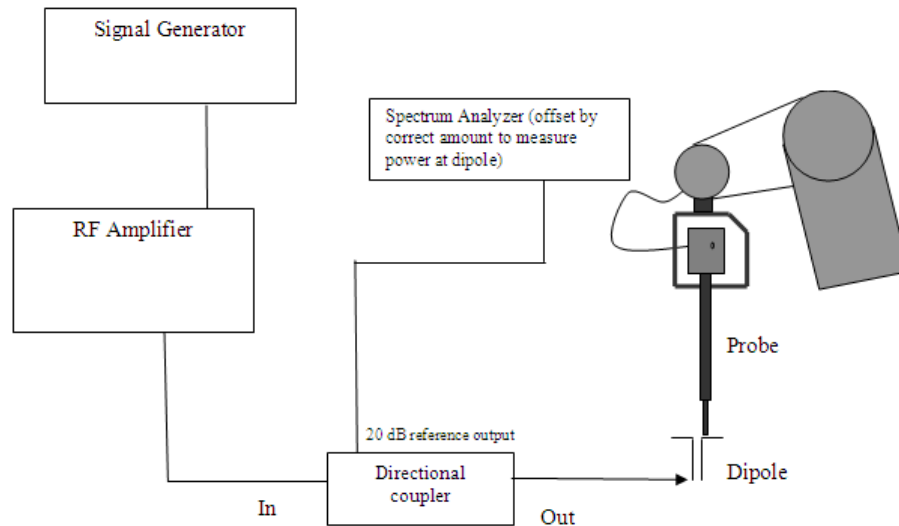 Signal Generator
Spectrum Analyzer (offset by
correct amount to measure
power at dipole)
RF Amplifier
Probe
20 dB reference output
Directional
coupler
Dipole
In
Out